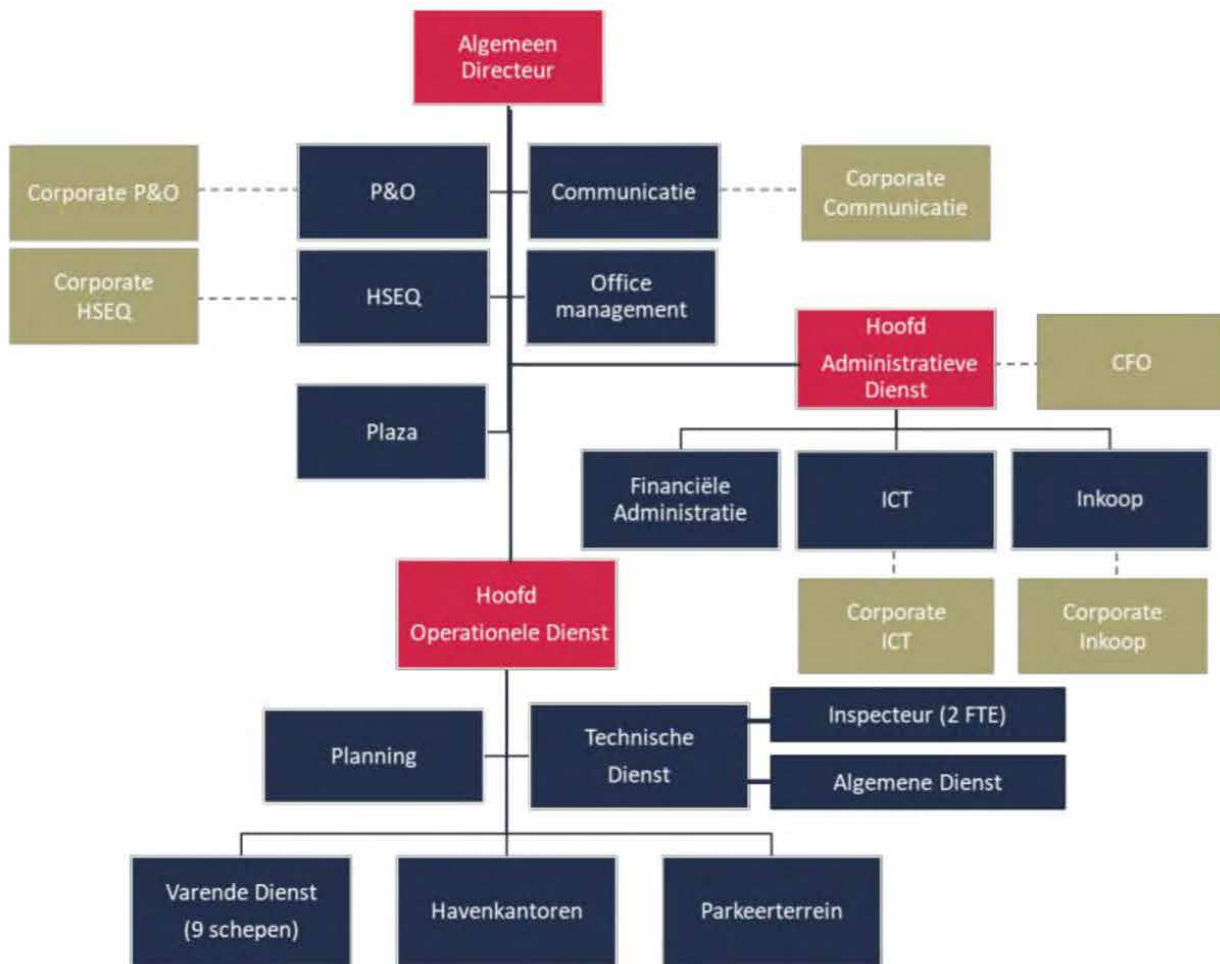 Algemeen
Directeur
Corporate P&O
P&O
Communicatie
Corporate
Communicatie
Corporate
HSEQ
HSEQ
Office
management
Hoofd
Administratieve
Dienst
CFO
Plaza
Financiële
Administratie
ICT
Inkoop
Hoofd
Operationele Dienst
Corporate
ICT
Corporate
Inkoop
Planning
Technische
Dienst
Inspecteur (2 FTE)
Algemene Dienst
Varende Dienst
(9 schepen)
Havenkantoren
Parkeerterrein